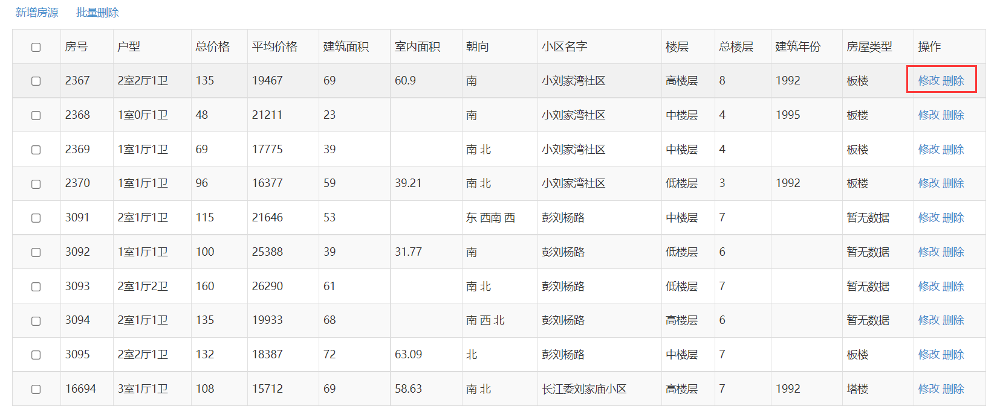 新增房源 批量删除
房号 户型 总价格 平均价格 建筑面积 室内面积 朝向 小区名字 楼层 总楼层 建筑年份 房屋类型 操作
2367 2室2厅1卫 135 19467 69 60.9 南 小刘家湾社区 高楼层 8 1992 板楼 修改 删除
2368 1室0厅1卫 48 21211 23 南 小刘家湾社区 中楼层 4 1995 板楼 修改 删除
2369 1室1厅1卫 69 17775 39 南 北 小刘家湾社区 中楼层 4 板楼 修改 删除
2370 1室1厅1卫 96 16377 59 39.21 南 北 小刘家湾社区 低楼层 3 1992 板楼 修改 删除
3091 2室1厅1卫 115 21646 53 东 西南 西 彭刘杨路 中楼层 7 暂无数据 修改 删除
3092 1室1厅1卫 100 25388 39 31.77 南 彭刘杨路 低楼层 6 暂无数据 修改 删除
3093 2室1厅2卫 160 26290 61 南 北 彭刘杨路 低楼层 7 暂无数据 修改 删除
3094 2室1厅1卫 135 19933 68 南 西 北 彭刘杨路 高楼层 6 暂无数据 修改 删除
3095 2室2厅1卫 132 18387 72 63.09 北 彭刘杨路 中楼层 7 板楼 修改 删除
16694 3室1厅1卫 108 15712 69 58.63 南 北 长江委刘家庙小区 高楼层 7 1992 塔楼 修改 删除